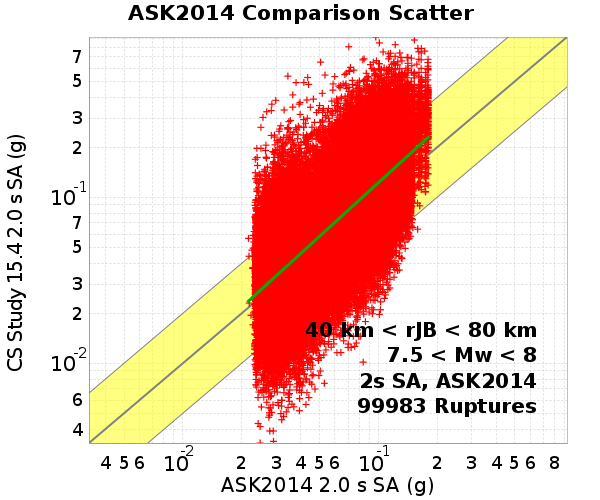 ASK2014 Comparison Scatter
CS Study 15.4 2.0 s SA (g)
7
5
3
2
10⁻¹
7
5
3
2
10⁻²
6
4
40 km < rJB < 80 km
7.5 < Mw < 8
2s SA, ASK2014
99983 Ruptures
4 5 6 10⁻² 2 3 4 5 6 10⁻¹ 2 3 4 5 6 8
ASK2014 2.0 s SA (g)